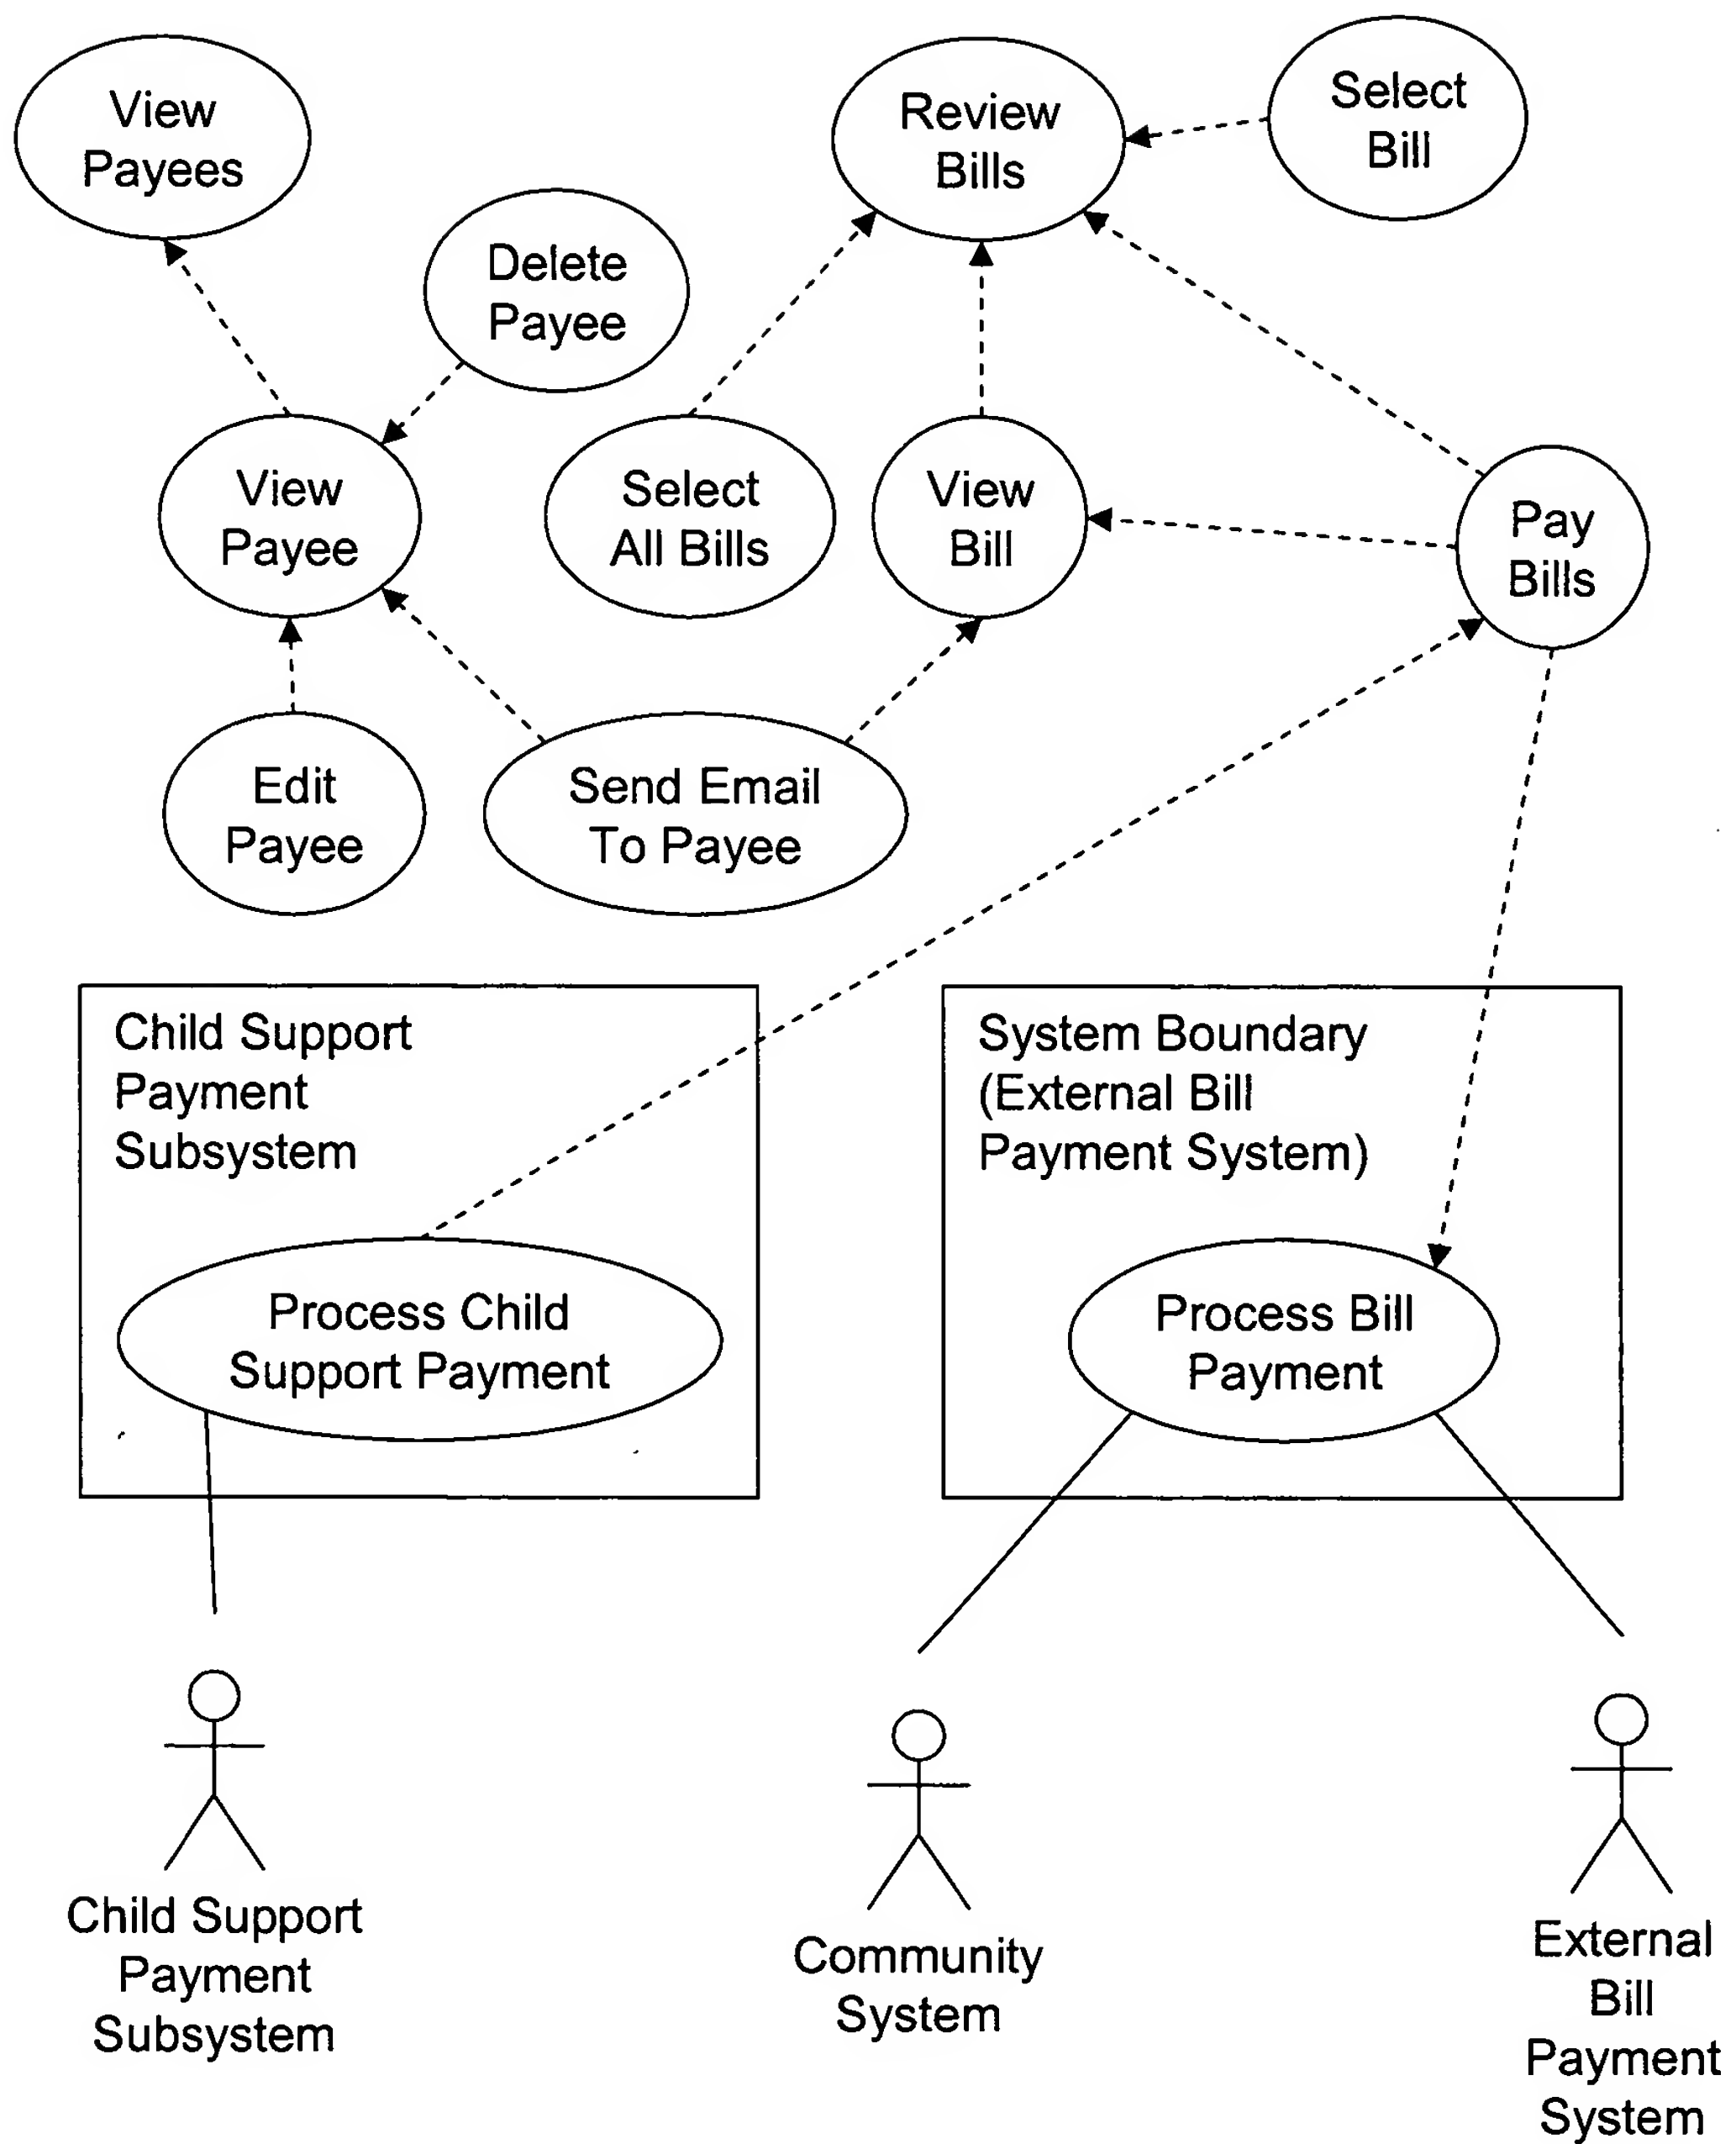 View
Payees
Review
Bills
Select
Bill
Delete
Payee
View
Payee
Select
All Bills
View
Bill
Pay
Bills
Edit
Payee
Send Email
To Payee
Child Support
Payment
Subsystem
System Boundary
(External Bill
Payment System)
Process Child
Support Payment
Process Bill
Payment
Child Support
Payment
Subsystem
Community
System
External
Bill
Payment
System